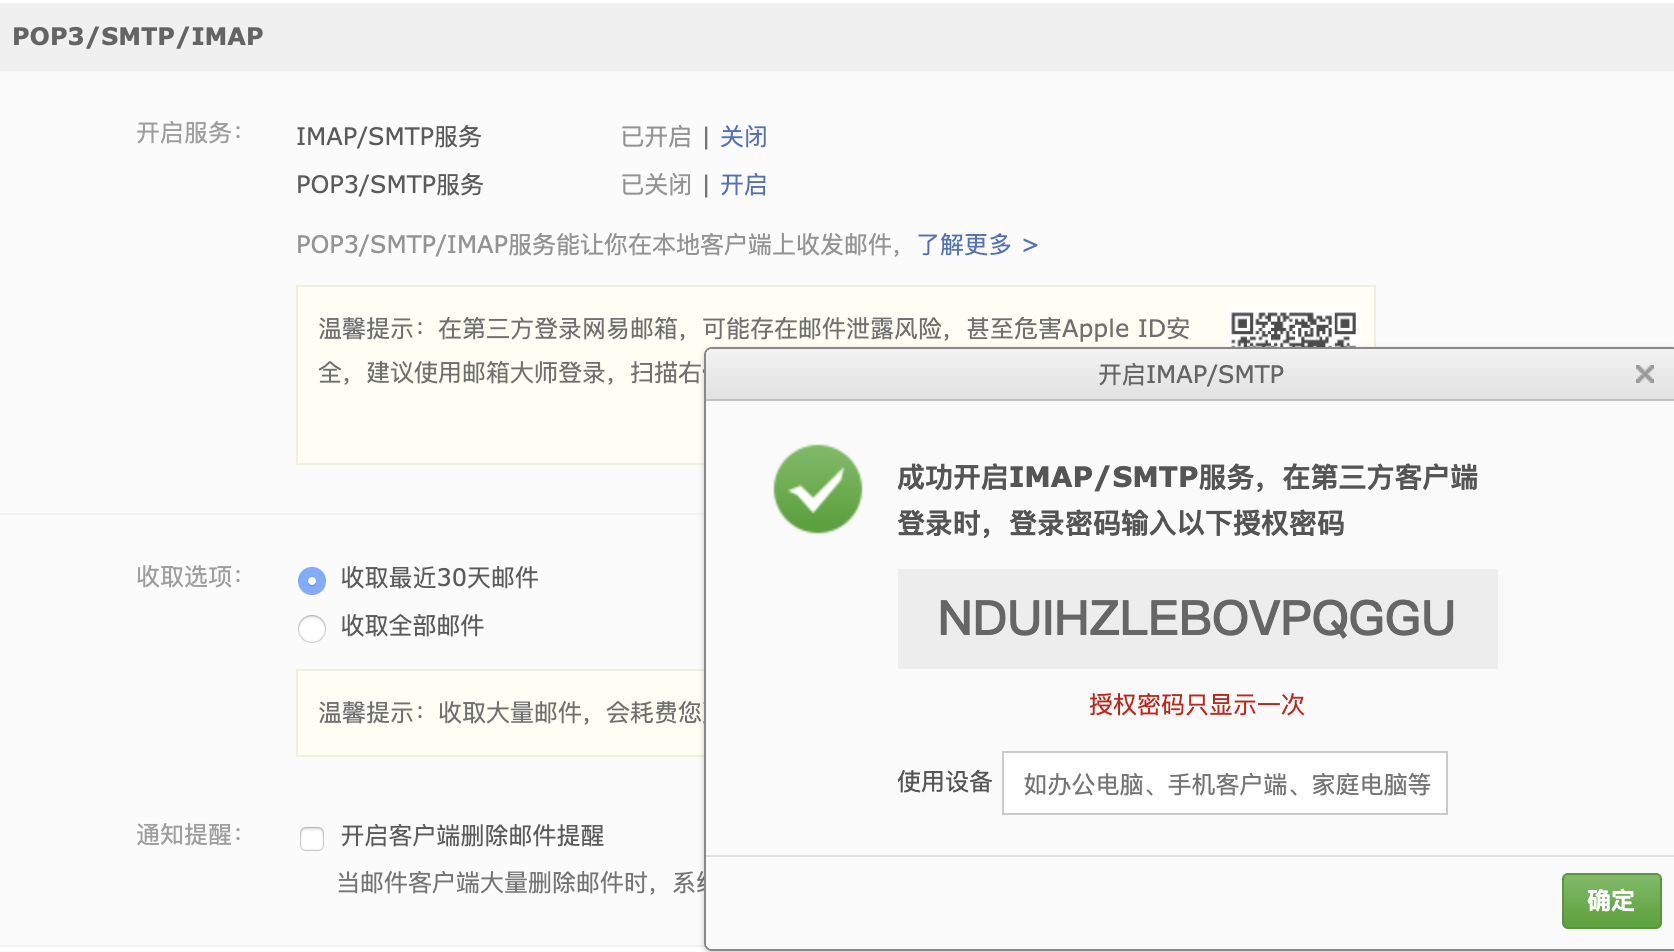 POP3/SMTP/IMAP
开启服务：
IMAP/SMTP服务 已开启 | 关闭
POP3/SMTP服务 已关闭 | 开启
POP3/SMTP/IMAP服务能让你在本地客户端上收发邮件，了解更多 >
温馨提示：在第三方登录网易邮箱，可能存在邮件泄露风险，甚至危害Apple ID安
全，建议使用邮箱大师登录，扫描右
收取选项：
收取最近30天邮件
收取全部邮件
温馨提示：收取大量邮件，会耗费您
通知提醒：
开启客户端删除邮件提醒
当邮件客户端大量删除邮件时，系
开启IMAP/SMTP
成功开启IMAP/SMTP服务，在第三方客户端
登录时，登录密码输入以下授权密码
NDUIHZLEBOVPQGGU
授权密码只显示一次
使用设备 如办公电脑、手机客户端、家庭电脑等
确定